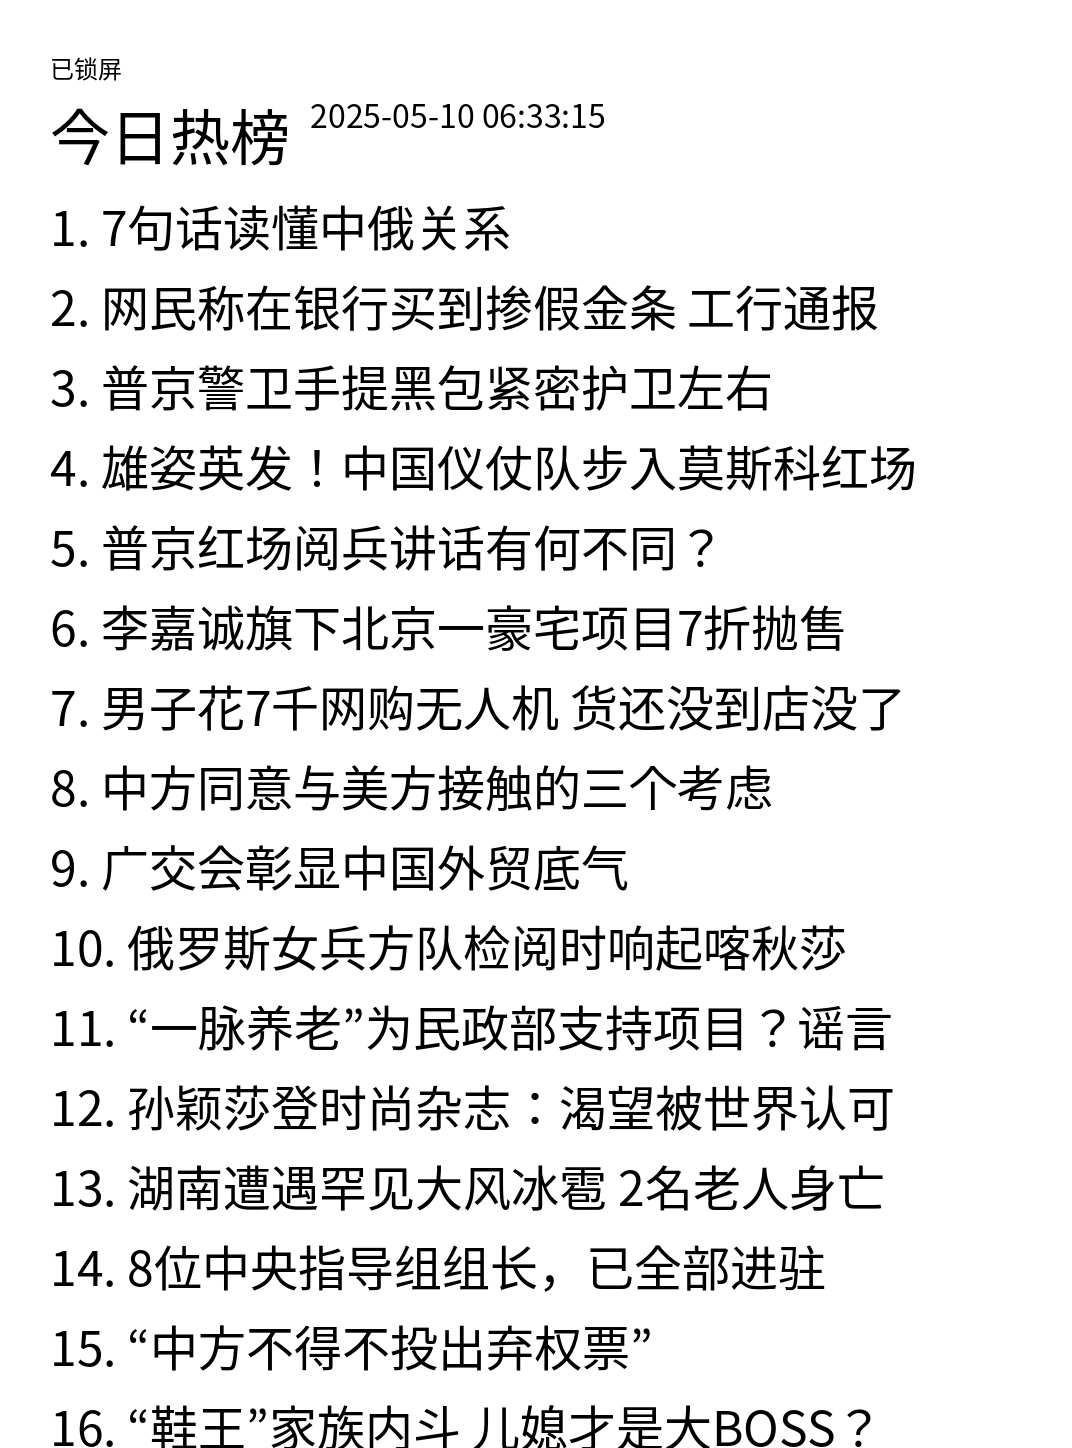 已锁屏
今日热榜 2025-05-10 06:33:15
1. 7句话读懂中俄关系
2. 网民称在银行买到掺假金条 工行通报
3. 普京警卫手提黑包紧密护卫左右
4. 雄姿英发！中国仪仗队步入莫斯科红场
5. 普京红场阅兵讲话有何不同？
6. 李嘉诚旗下北京一豪宅项目7折抛售
7. 男子花7千网购无人机 货还没到店没了
8. 中方同意与美方接触的三个考虑
9. 广交会彰显中国外贸底气
10. 俄罗斯女兵方队检阅时响起喀秋莎
11. “一脉养老”为民政部支持项目？谣言
12. 孙颖莎登时尚杂志：渴望被世界认可
13. 湖南遭遇罕见大风冰雹 2名老人身亡
14. 8位中央指导组组长，已全部进驻
15. “中方不得不投出弃权票”
16. “鞋王”家族内斗 儿媳才是大BOSS？